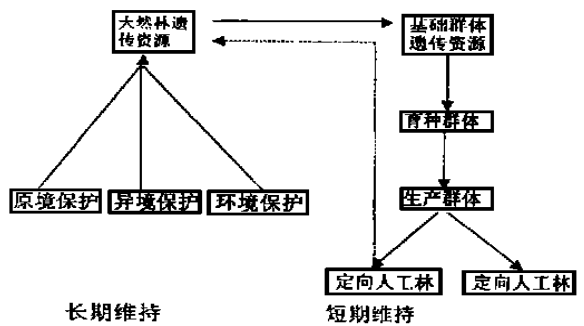 天然林遗
传资源
基础群体
遗传资源
育种群体
生产群体
原境保护
异境保护
环境保护
定向人工林
定向人工林
长期维持
短期维持